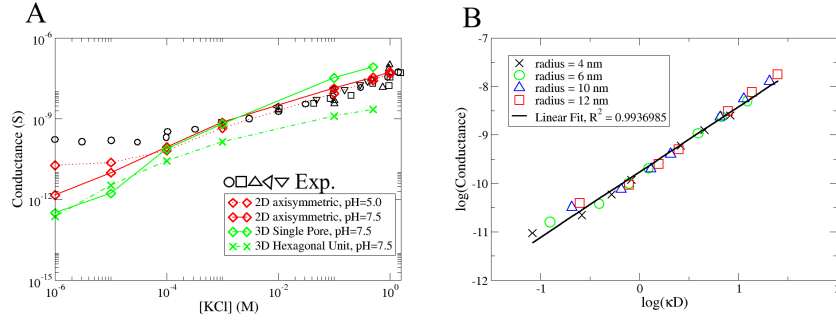 A
B
10^-6
10^-9
10^-12
10^-15
Conductance (S)
Exp.
2D axisymmetric, pH=5.0
2D axisymmetric, pH=7.5
3D Single Pore, pH=7.5
3D Hexagonal Unit, pH=7.5
10^-6 10^-4 10^-2 10^0
[KCl] (M)
-7
-8
-9
-10
-11
-12
log(Conductance)
radius = 4 nm
radius = 6 nm
radius = 10 nm
radius = 12 nm
Linear Fit, R^2 = 0.9936985
-1 0 1 2
log(κD)